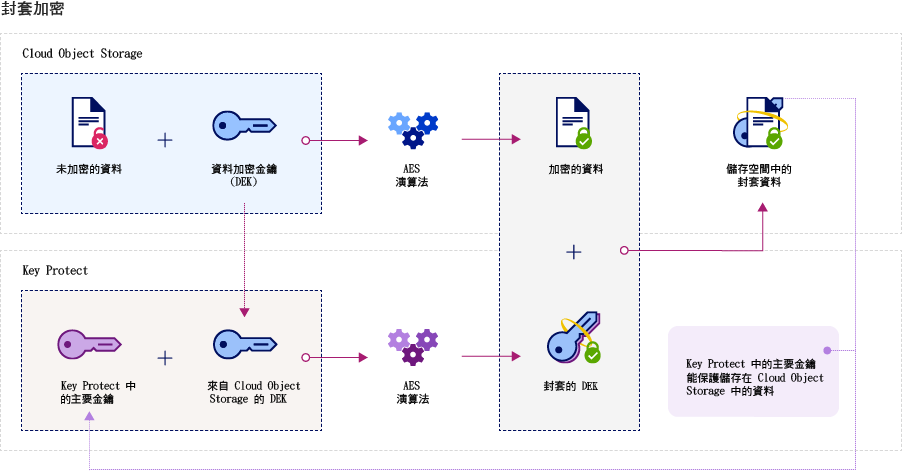 封套加密
Cloud Object Storage
未加密的資料
資料加密金鑰
(DEK)
AES
演算法
加密的資料
儲存空間中的
封套資料
Key Protect
Key Protect 中
的主要金鑰
來自 Cloud Object
Storage 的 DEK
AES
演算法
封套的 DEK
Key Protect 中的主要金鑰
能保護儲存在 Cloud Object
Storage 中的資料